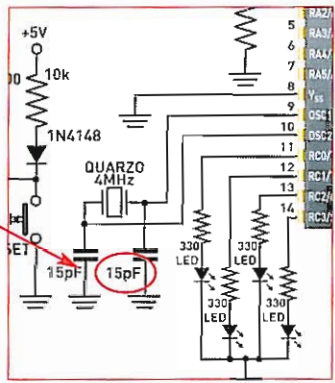 +5V
10k
1N4148
QUARZO
4MHz
15pF
15pF
5
6
7
8
9
10
11
12
13
14
RA2/
RA3/
RA4/
RA5/
VSS
OSC1
OSC2
RC0/
RC1/
RC2/
RC3/
330
LED
330
LED
330
LED
330
LED